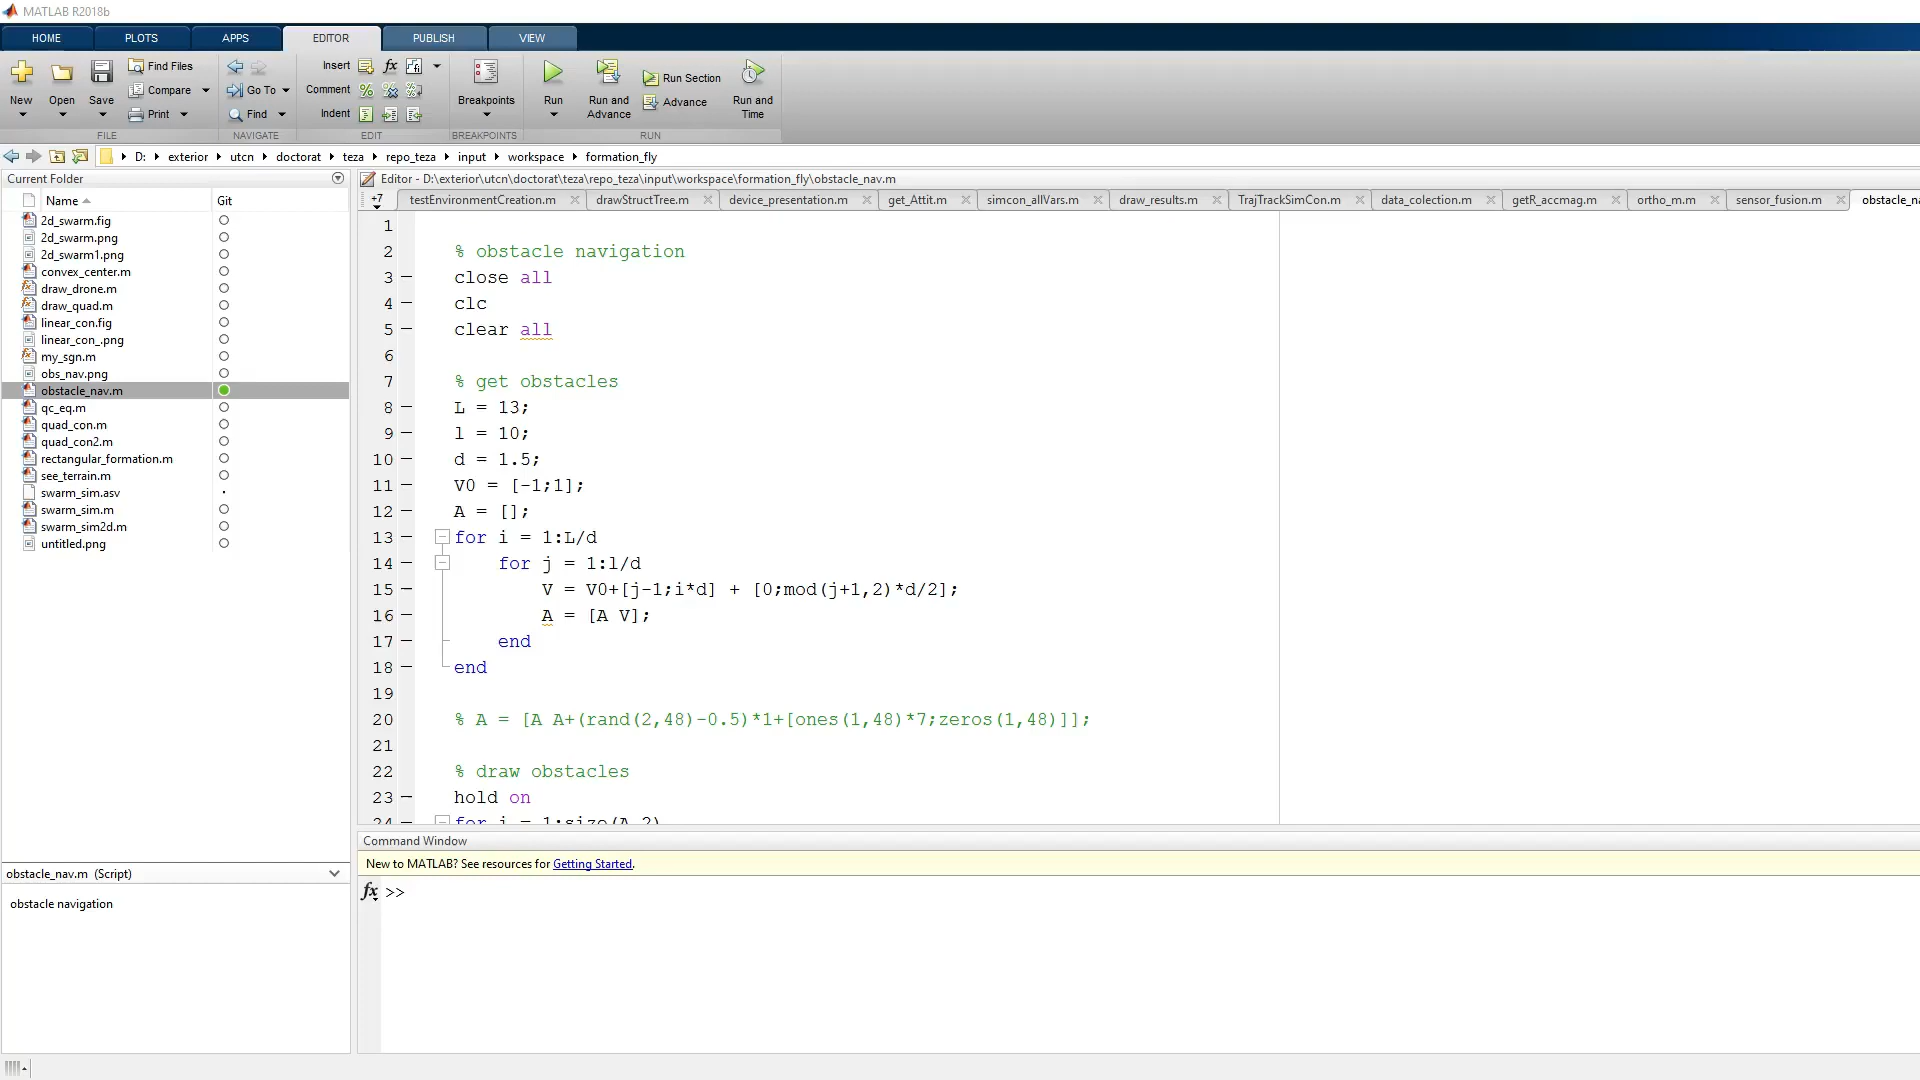 MATLAB R2018b
HOME PLOTS APPS EDITOR PUBLISH VIEW
New Open Save Find Files Compare Print
FILE
Go To Find
NAVIGATE
Insert fx
Comment
Indent
EDIT
Breakpoints
BREAKPOINTS
Run Run and Advance Run Section Advance Run and Time
RUN
D: exterior utcn doctorat teza repo_teza input workspace formation_fly
Current Folder
Name Git
2d_swarm.fig
2d_swarm.png
2d_swarm1.png
convex_center.m
draw_drone.m
draw_quad.m
linear_con.fig
linear_con_.png
my_sgn.m
obs_nav.png
obstacle_nav.m
qc_eq.m
quad_con.m
quad_con2.m
rectangular_formation.m
see_terrain.m
swarm_sim.asv
swarm_sim.m
swarm_sim2d.m
untitled.png
obstacle_nav.m (Script)
obstacle navigation
Editor - D:\exterior\utcn\doctorat\teza\repo_teza\input\workspace\formation_fly\obstacle_nav.m
+7 testEnvironmentCreation.m drawStructTree.m device_presentation.m get_Attit.m simcon_allVars.m draw_results.m TrajTrackSimCon.m data_colection.m getR_accmag.m ortho_m.m sensor_fusion.m obstacle_na
1
2 % obstacle navigation
3 close all
4 clc
5 clear all
6
7 % get obstacles
8 L = 13;
9 l = 10;
10 d = 1.5;
11 V0 = [-1;1];
12 A = [];
13 for i = 1:L/d
14 for j = 1:l/d
15 V = V0+[j-1;i*d] + [0;mod(j+1,2)*d/2];
16 A = [A V];
17 end
18 end
19
20 % A = [A A+(rand(2,48)-0.5)*1+[ones(1,48)*7;zeros(1,48)]];
21
22 % draw obstacles
23 hold on
24 for i = 1:size(A,2)
Command Window
New to MATLAB? See resources for Getting Started.
fx >>